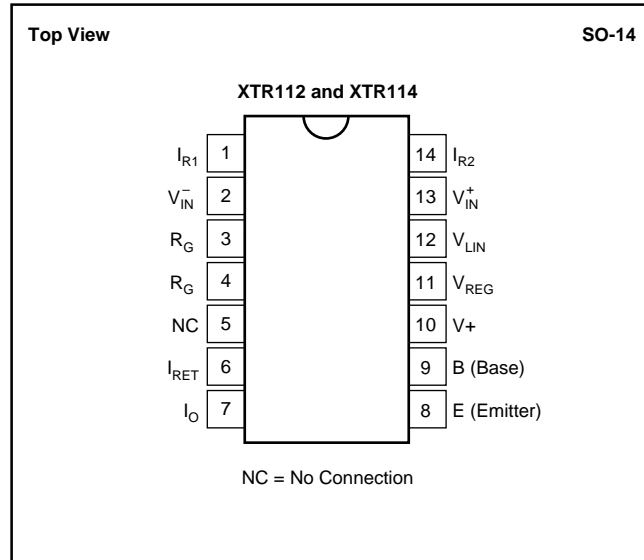 Top View
SO-14
XTR112 and XTR114
I_R1 1
V_IN^– 2
R_G 3
R_G 4
NC 5
I_RET 6
I_O 7
14 I_R2
13 V_IN^+
12 V_LIN
11 V_REG
10 V+
9 B (Base)
8 E (Emitter)
NC = No Connection